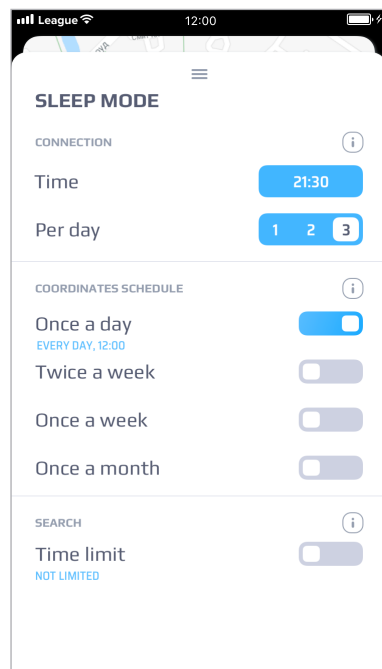 League
12:00
SLEEP MODE
CONNECTION
Time
21:30
Per day
1 2 3
COORDINATES SCHEDULE
Once a day
EVERY DAY, 12:00
Twice a week
Once a week
Once a month
SEARCH
Time limit
NOT LIMITED